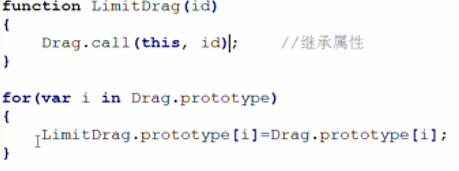 function LimitDrag(id)
{
    Drag.call(this, id);    //继承属性
}
for(var i in Drag.prototype)
{
    LimitDrag.prototype[i]=Drag.prototype[i];
}